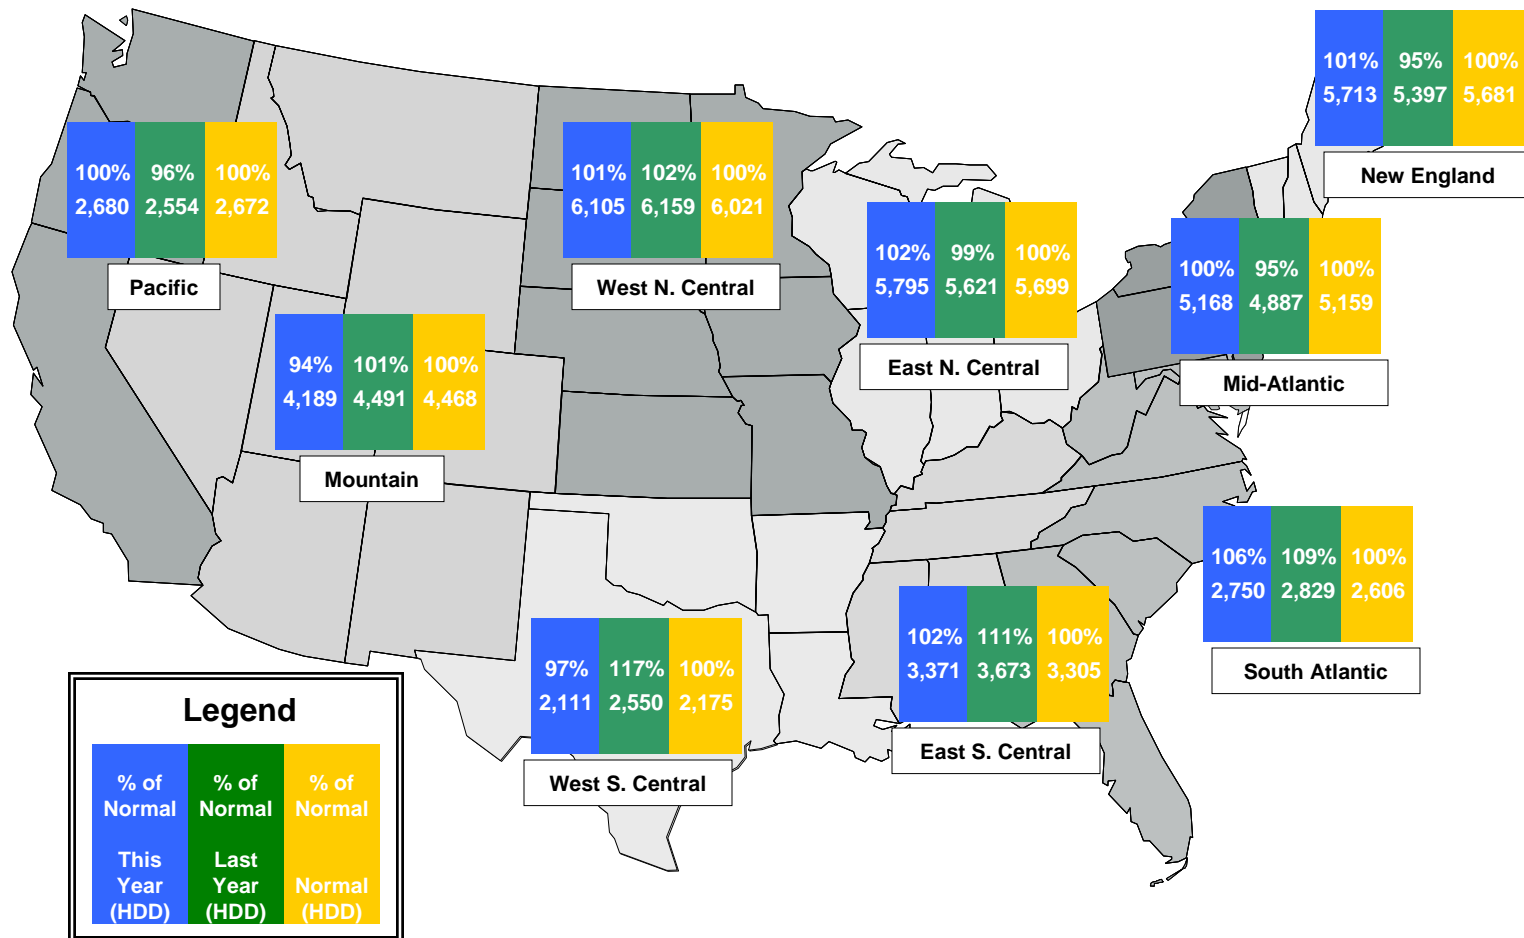 101% 95% 100%
5,713 5,397 5,681
New England
100% 96% 100%
2,680 2,554 2,672
Pacific
101% 102% 100%
6,105 6,159 6,021
West N. Central
102% 99% 100%
5,795 5,621 5,699
East N. Central
100% 95% 100%
5,168 4,887 5,159
Mid-Atlantic
94% 101% 100%
4,189 4,491 4,468
Mountain
106% 109% 100%
2,750 2,829 2,606
South Atlantic
102% 111% 100%
3,371 3,673 3,305
East S. Central
97% 117% 100%
2,111 2,550 2,175
West S. Central
Legend
% of % of % of
Normal Normal Normal
This Last
Year Year Normal
(HDD) (HDD) (HDD)